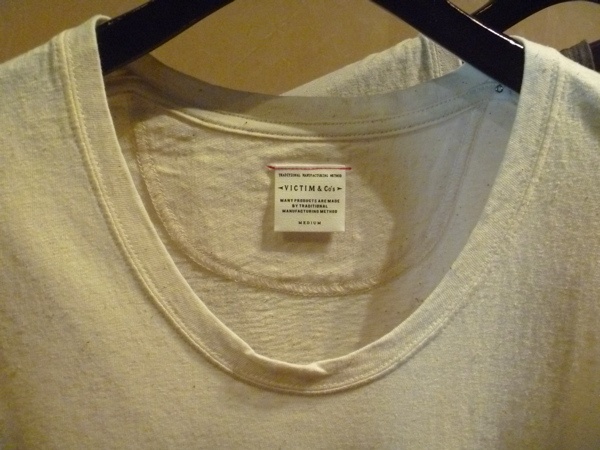 TRADITIONAL MANUFACTURING METHOD
VICTIM & Co's
MANY PRODUCTS ARE MADE
BY TRADITIONAL
MANUFACTURING METHOD
MEDIUM